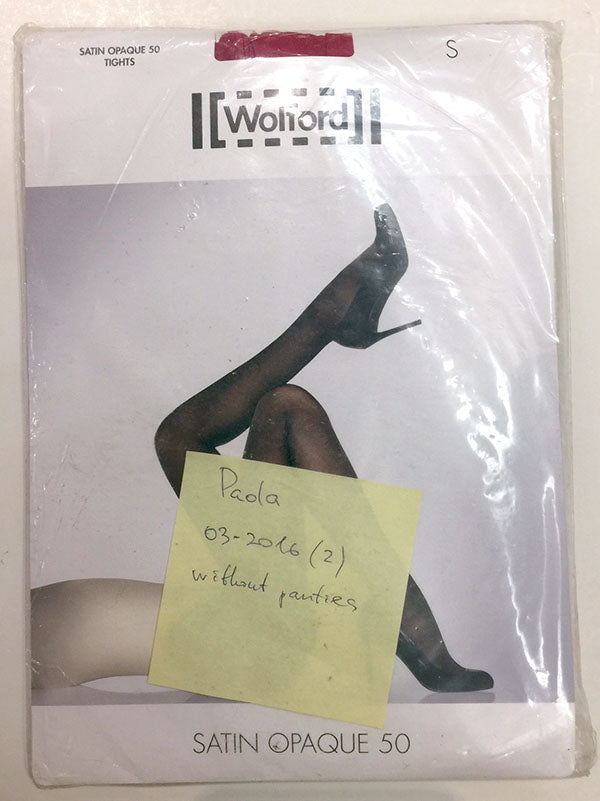 SATIN OPAQUE 50
TIGHTS
S
Wolford
Paola
03-2016 (2)
without panties
SATIN OPAQUE 50